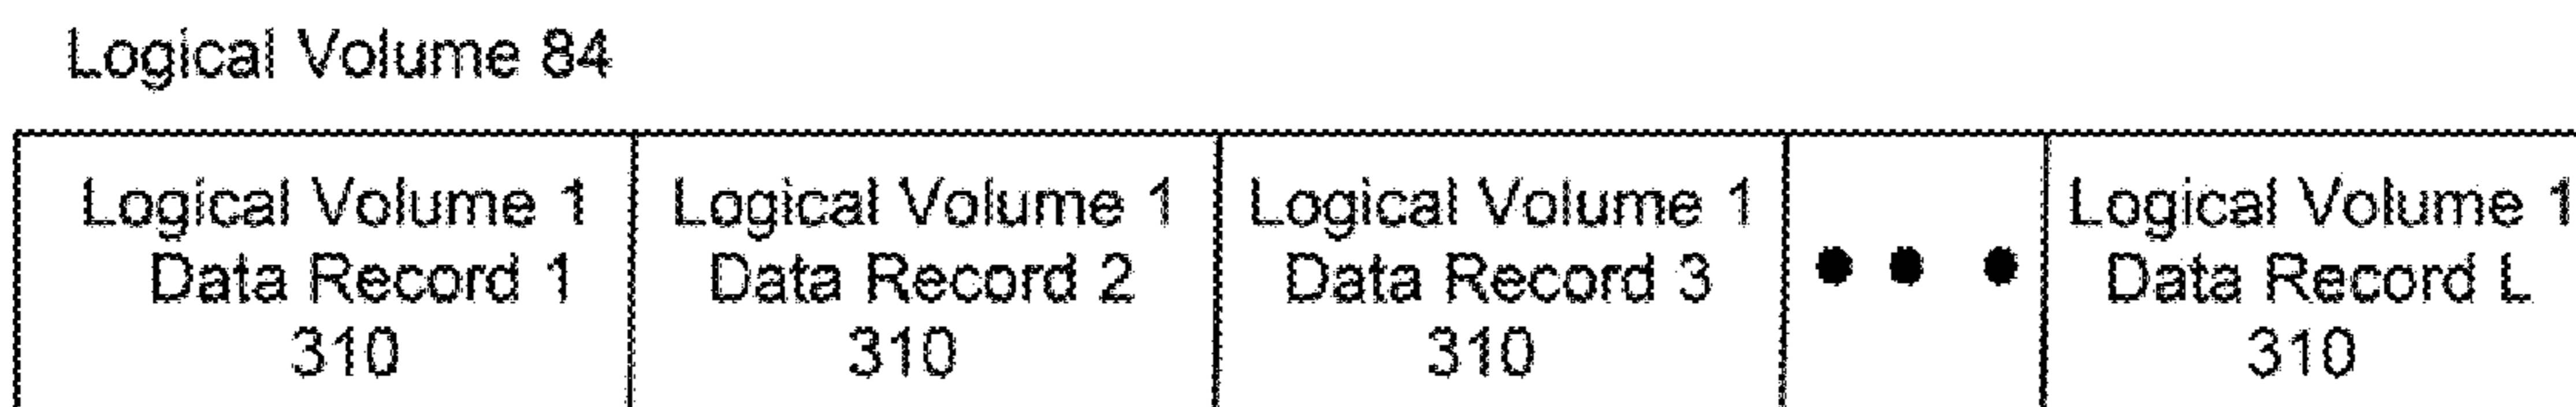 Logical Volume 84
Logical Volume 1
Data Record 1
310
Logical Volume 1
Data Record 2
310
Logical Volume 1
Data Record 3
310
● ● ●
Logical Volume 1
Data Record L
310